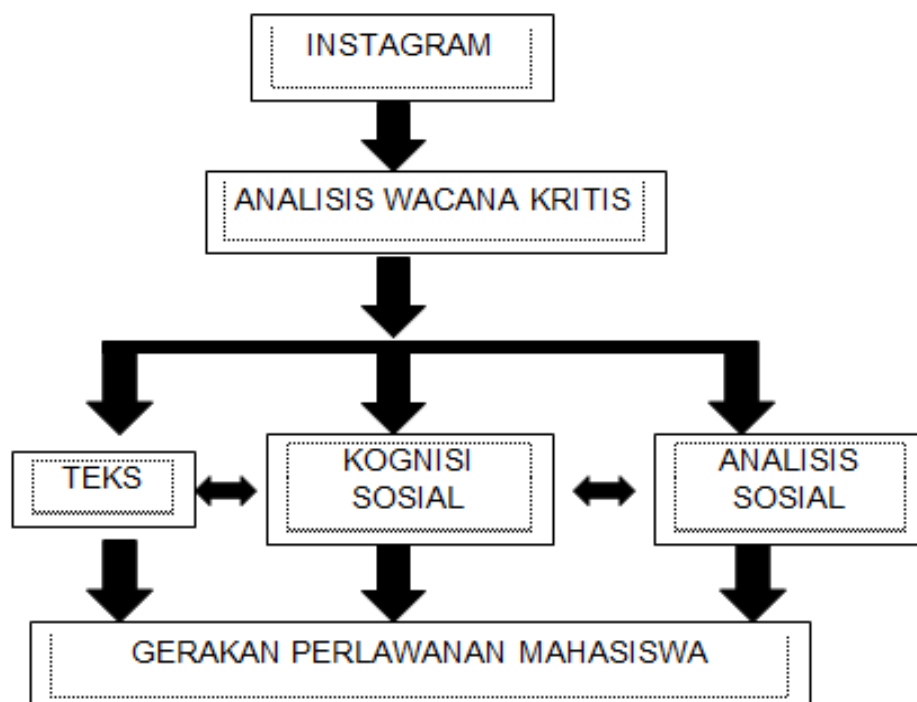 INSTAGRAM
ANALISIS WACANA KRITIS
TEKS
KOGNISI
SOSIAL
ANALISIS
SOSIAL
GERAKAN PERLAWANAN MAHASISWA